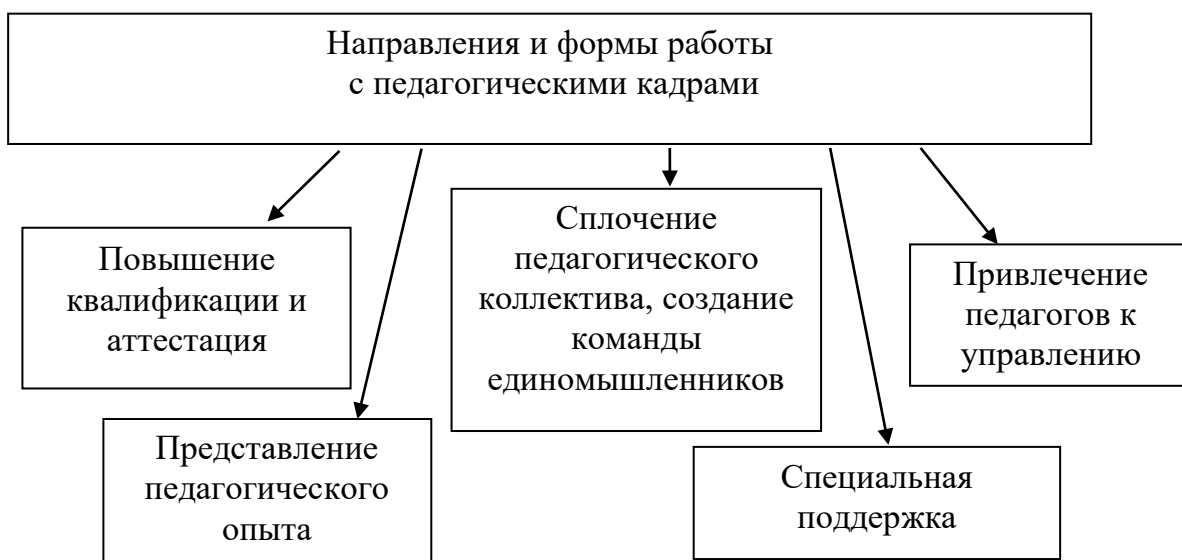 Направления и формы работы
с педагогическими кадрами
Повышение
квалификации и
аттестация
Сплочение
педагогического
коллектива, создание
команды
единомышленников
Привлечение
педагогов к
управлению
Представление
педагогического
опыта
Специальная
поддержка